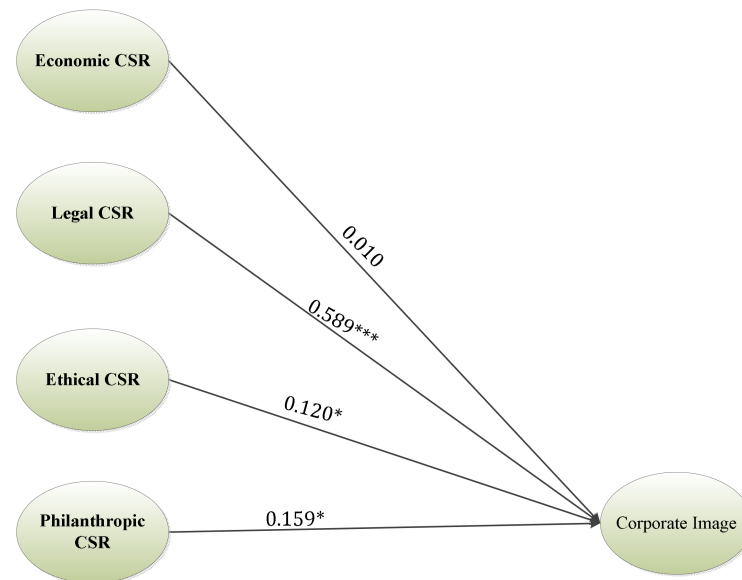 Economic CSR
Legal CSR
0.010
0.589***
Ethical CSR
0.120*
Philanthropic
CSR
0.159*
Corporate Image